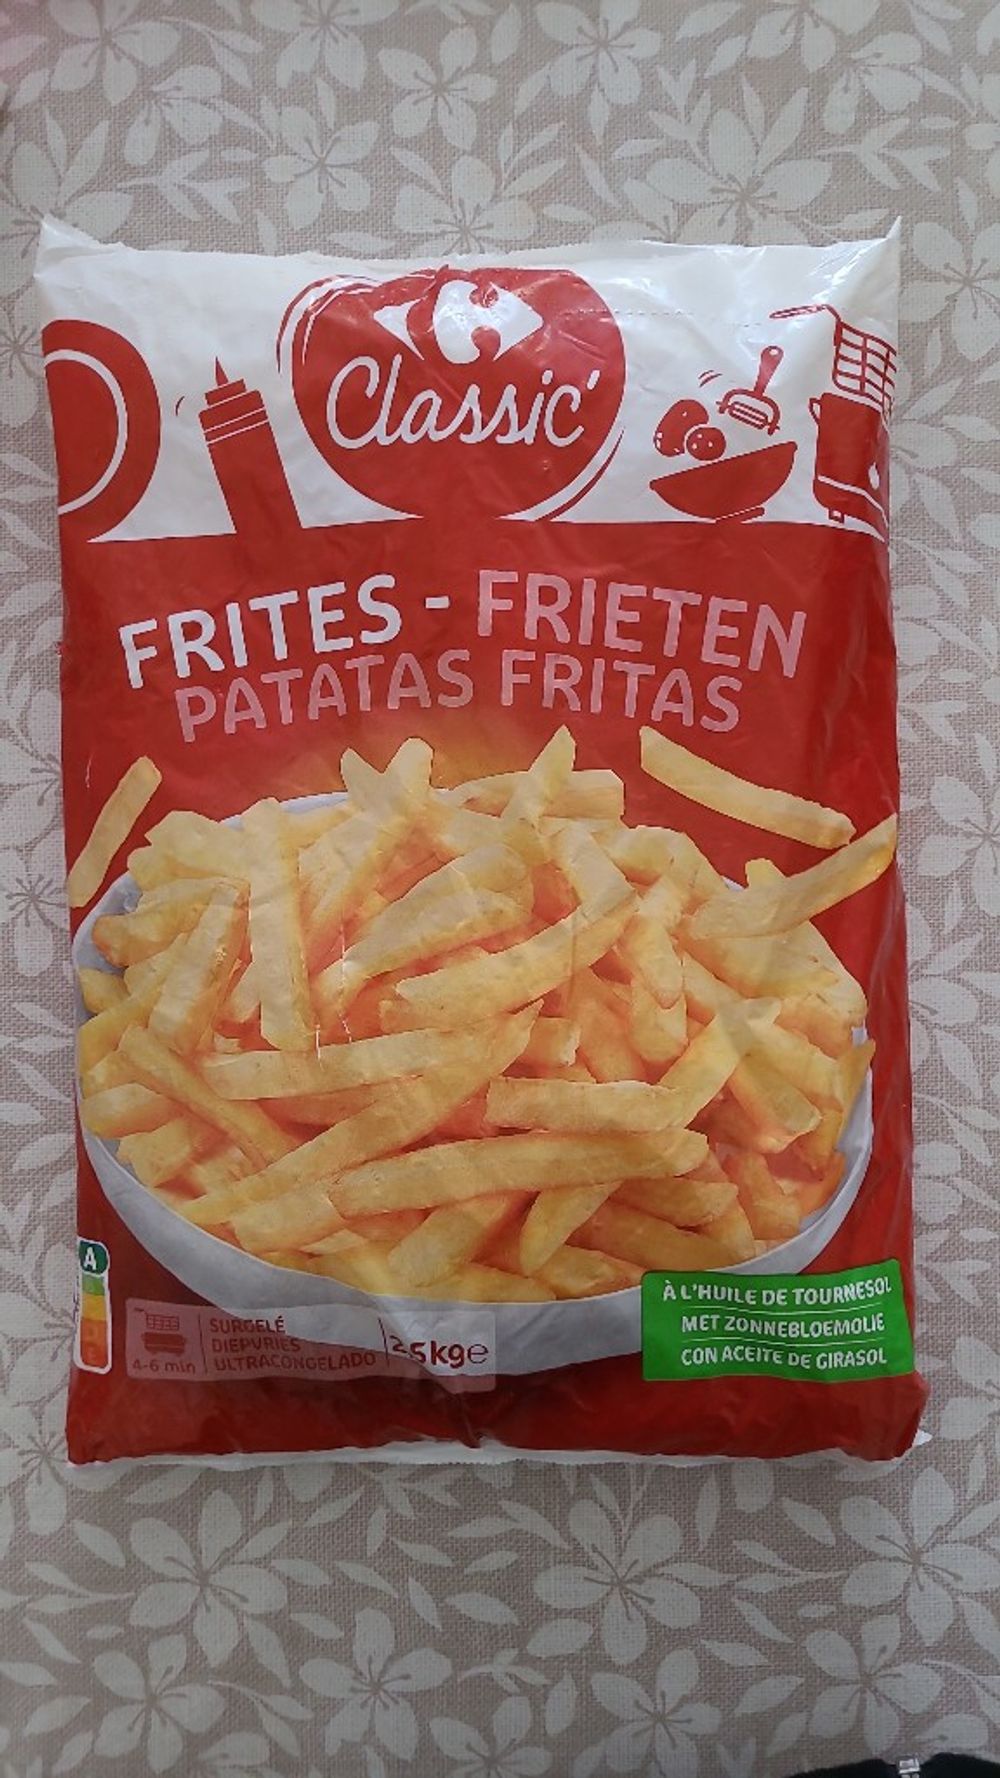 Classic'
FRITES - FRIETEN
PATATAS FRITAS
A
4-6 min
SURGELÉ
DIEPVRIES
ULTRACONGELADO
2,5kg e
À L'HUILE DE TOURNESOL
MET ZONNEBLOEMOLIE
CON ACEITE DE GIRASOL